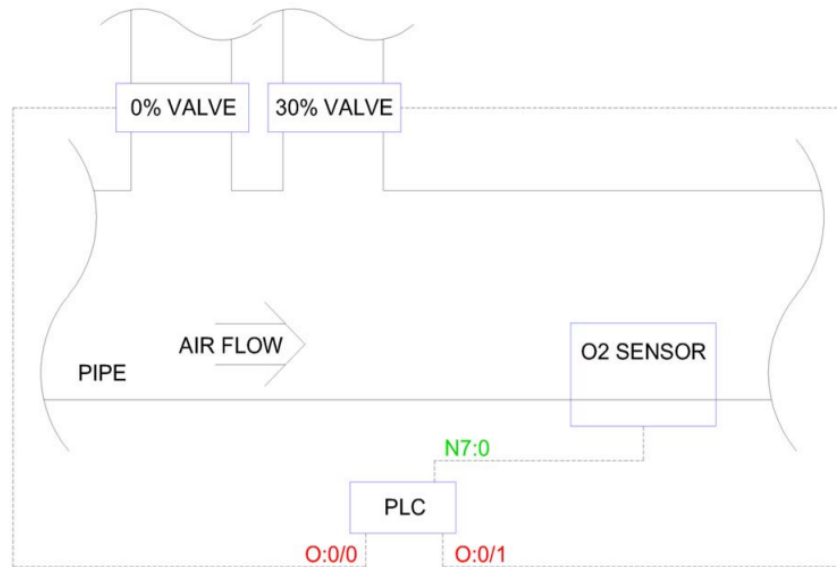 0% VALVE
30% VALVE
AIR FLOW
O2 SENSOR
PIPE
N7:0
PLC
O:0/0
O:0/1